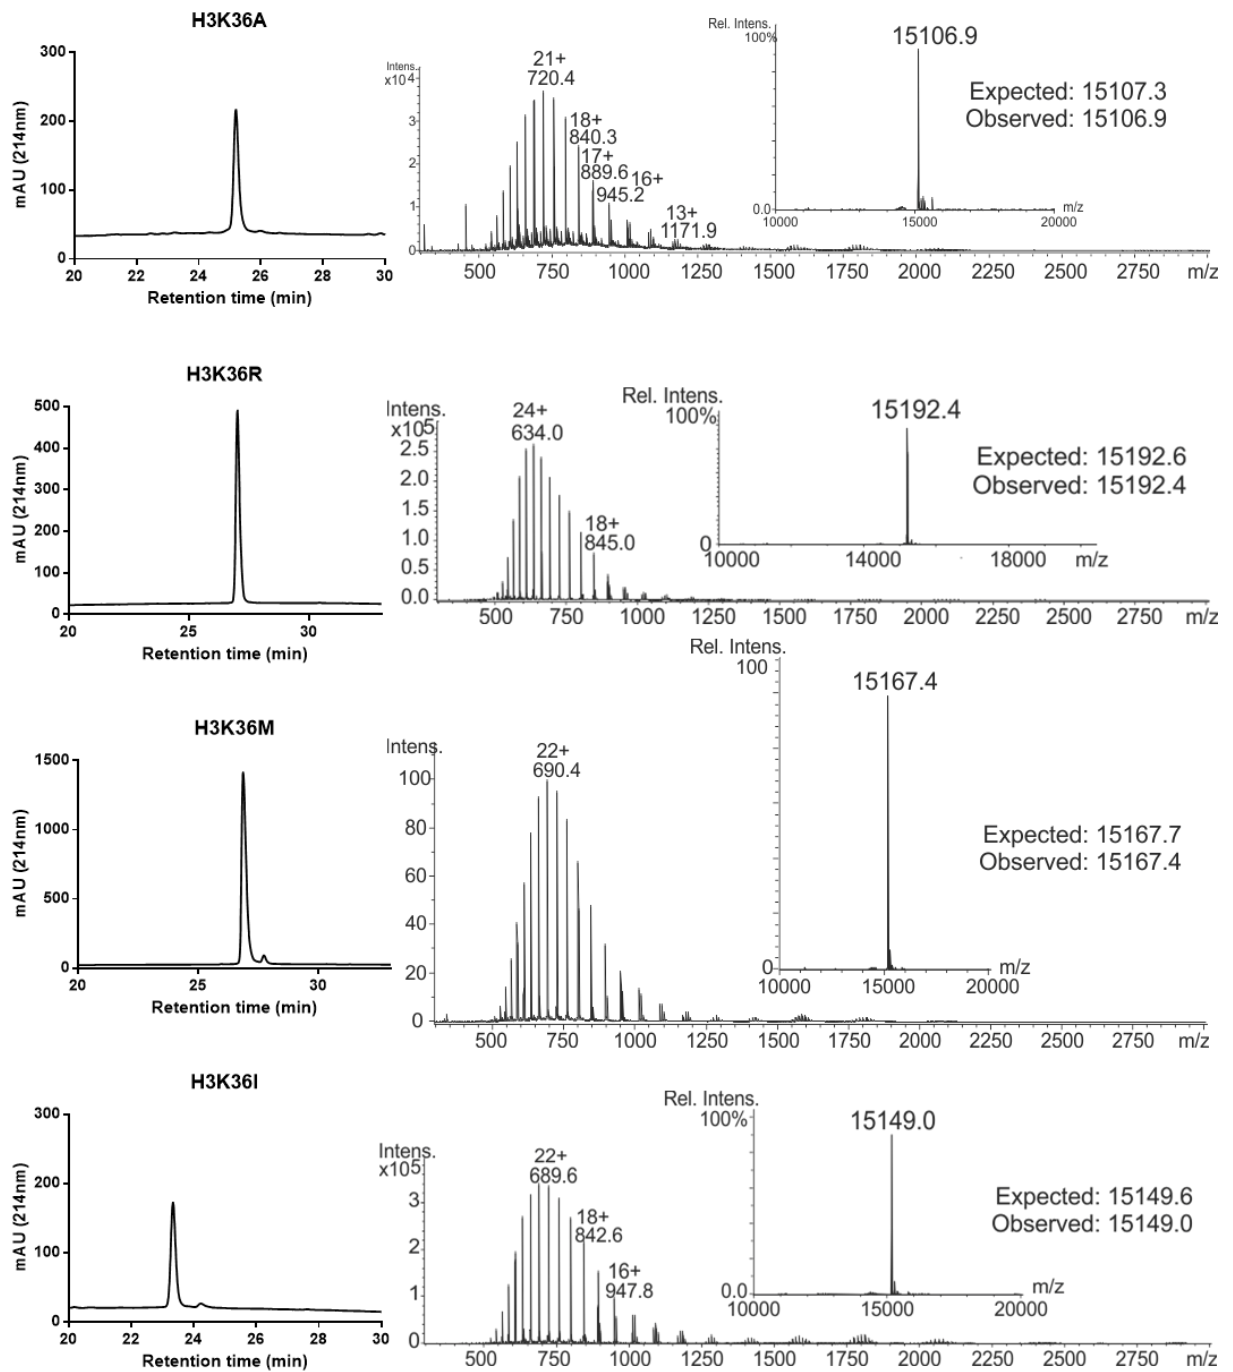 H3K36A
300
200
100
0
mAU (214nm)
20 22 24 26 28 30
Retention time (min)
Intens.
x10⁴
3
2
1
0
21+
720.4
18+
840.3
17+
889.6
16+
945.2
13+
1171.9
500 750 1000 1250 1500 1750 2000 2250 2500 2750 m/z
Rel. Intens.
100%
0.0
15106.9
10000 15000 20000 m/z
Expected: 15107.3
Observed: 15106.9
H3K36R
500
400
300
200
100
0
mAU (214nm)
20 25 30
Retention time (min)
Intens.
x10⁵
2.5
2.0
1.5
1.0
0.5
0.0
24+
634.0
18+
845.0
500 750 1000 1250 1500 1750 2000 2250 2500 2750 m/z
Rel. Intens.
100%
0
15192.4
10000 14000 18000 m/z
Expected: 15192.6
Observed: 15192.4
H3K36M
1500
1000
500
0
mAU (214nm)
20 25 30
Retention time (min)
Intens.
100
80
60
40
20
0
22+
690.4
500 750 1000 1250 1500 1750 2000 2250 2500 2750 m/z
Rel. Intens.
100
0
15167.4
10000 15000 20000 m/z
Expected: 15167.7
Observed: 15167.4
H3K36I
300
200
100
0
mAU (214nm)
20 22 24 26 28 30
Retention time (min)
Intens.
x10⁵
3
2
1
0
22+
689.6
18+
842.6
16+
947.8
500 750 1000 1250 1500 1750 2000 2250 2500 2750 m/z
Rel. Intens.
100%
0.0
15149.0
10000 15000 20000 m/z
Expected: 15149.6
Observed: 15149.0